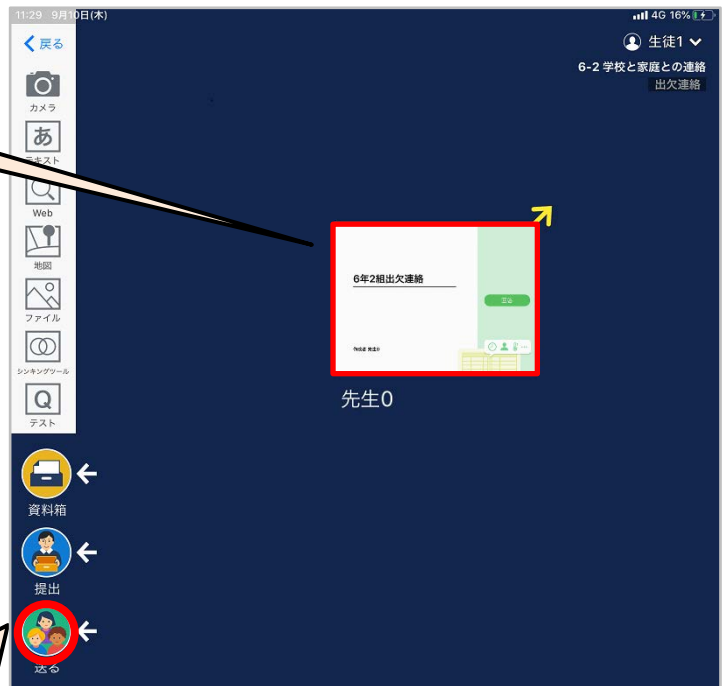 11:29 9月10日(木)
4G 16%
戻る
生徒1
6-2 学校と家庭との連絡
出欠連絡
カメラ
あ
テキスト
Web
地図
ファイル
シンキングツール
Q
テスト
6年2組出欠連絡
先生0
資料箱
提出
送る